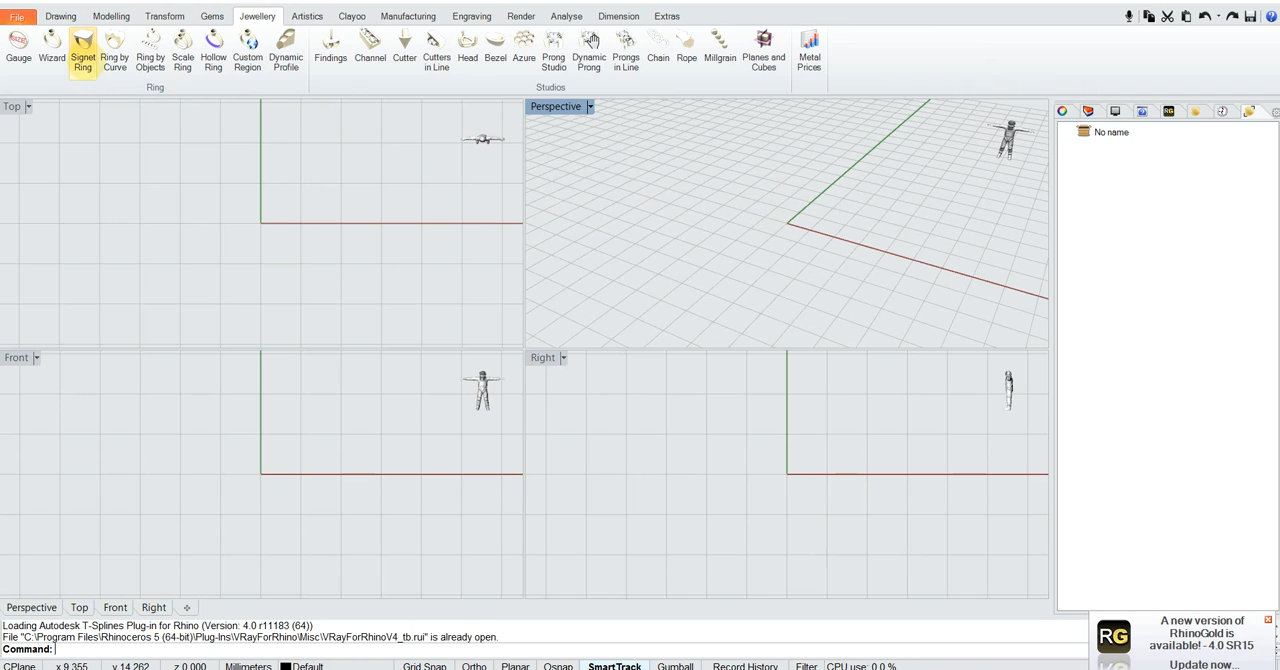 File Drawing Modelling Transform Gems Jewellery Artistics Clayoo Manufacturing Engraving Render Analyse Dimension Extras
Gauge Wizard Signet Ring Ring by Curve Ring by Objects Scale Ring Hollow Ring Custom Region Dynamic Profile Findings Channel Cutter Cutters in Line Head Bezel Azure Prong Studio Dynamic Prong Prongs in Line Chain Rope Millgrain Planes and Cubes Metal Prices
Ring Studios
Top Perspective
No name
Front Right
Perspective Top Front Right
Loading Autodesk T-Splines Plug-in for Rhino (Version: 4.0 r11183 (64))
File "C:\Program Files\Rhinoceros 5 (64-bit)\Plug-Ins\VRayForRhino\Misc\VRayForRhinoV4_tb.rui" is already open.
Command:
RG
A new version of
RhinoGold is
available! - 4.0 SR15
Update now...
CPlane x 9.355 y 14.262 z 0.000 Millimeters Default Grid Snap Ortho Planar Osnap SmartTrack Gumball Record History Filter CPU use: 0.0 %